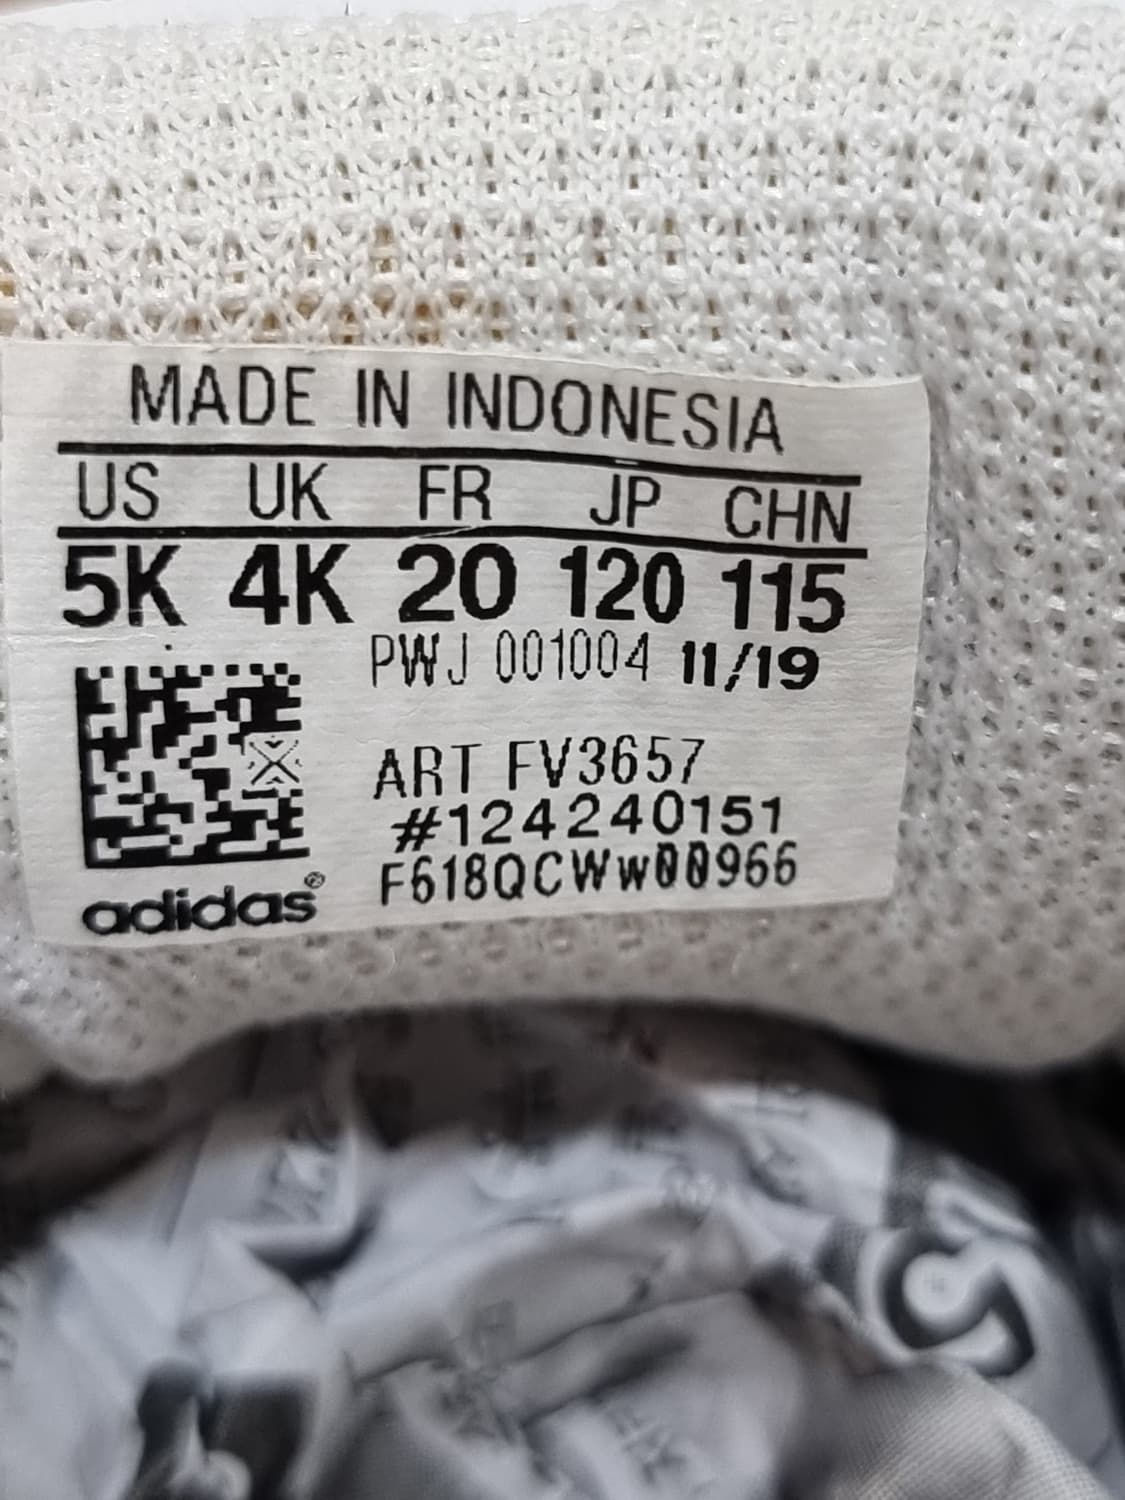 MADE IN INDONESIA
US UK FR JP CHN
5K 4K 20 120 115
PWJ 001004 11/19
ART FV3657
#124240151
F618QCWw00966
adidas®